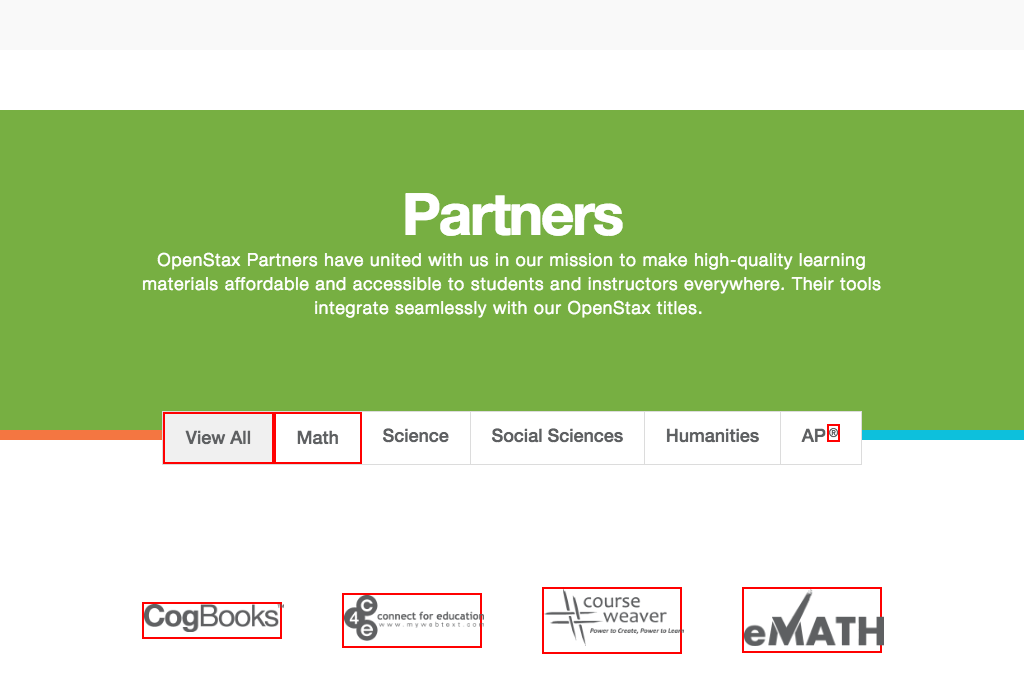 Partners
OpenStax Partners have united with us in our mission to make high-quality learning
materials affordable and accessible to students and instructors everywhere. Their tools
integrate seamlessly with our OpenStax titles.
View All Math Science Social Sciences Humanities AP®
CogBooks™
c4e connect for education
www.mywebtext.com
course
weaver
Power to Create, Power to Learn
eMATH